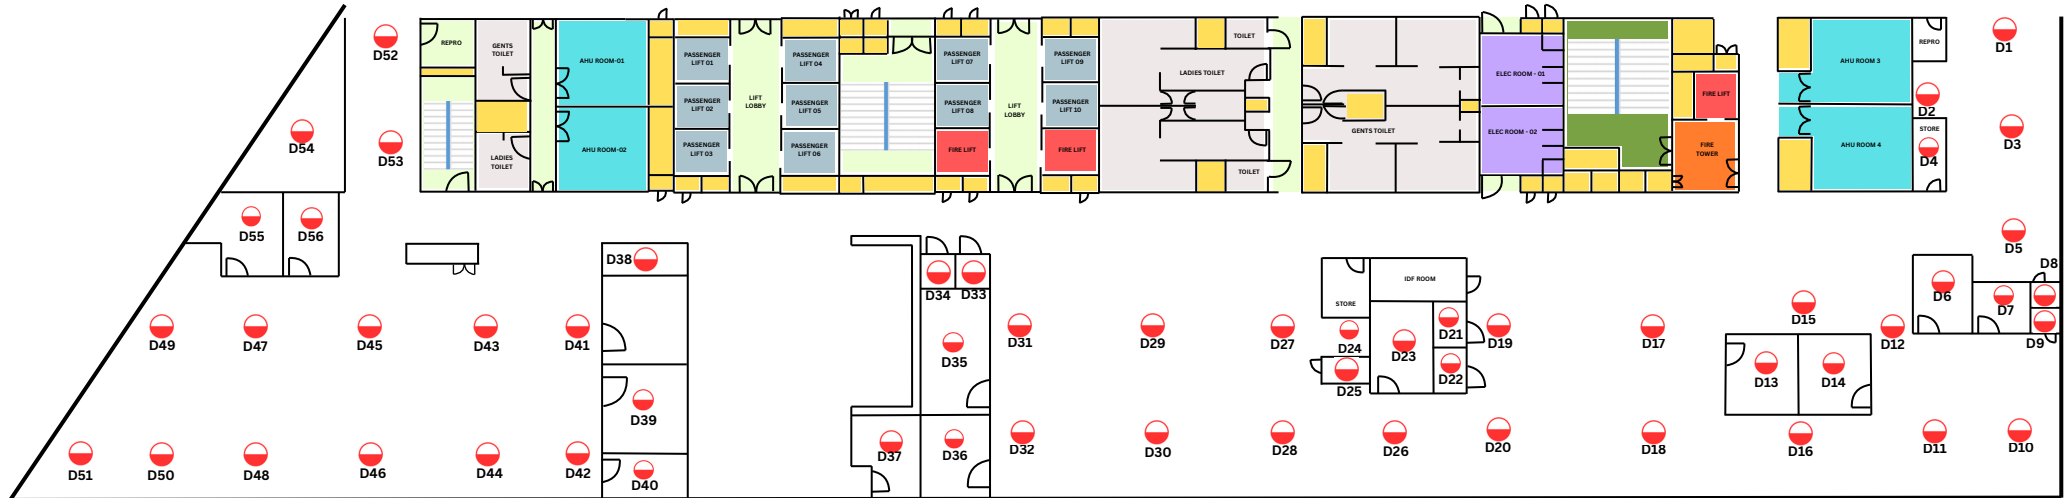 D52
D53
D54
D55
D56
REPRO
GENTS
TOILET
LADIES
TOILET
AHU ROOM-01
AHU ROOM-02
PASSENGER
LIFT 01
PASSENGER
LIFT 02
PASSENGER
LIFT 03
LIFT
LOBBY
PASSENGER
LIFT 04
PASSENGER
LIFT 05
PASSENGER
LIFT 06
PASSENGER
LIFT 07
PASSENGER
LIFT 08
FIRE LIFT
LIFT
LOBBY
PASSENGER
LIFT 09
PASSENGER
LIFT 10
FIRE LIFT
LADIES TOILET
TOILET
TOILET
GENTS TOILET
ELEC ROOM - 01
ELEC ROOM - 02
FIRE LIFT
FIRE
TOWER
AHU ROOM 3
AHU ROOM 4
REPRO
D2
STORE
D4
D1
D3
D5
D8
D6
D7
D9
D38
D34
D33
STORE
IDF ROOM
D49
D47
D45
D43
D41
D35
D31
D29
D27
D24
D23
D21
D19
D17
D15
D12
D25
D22
D13
D14
D39
D51
D50
D48
D46
D44
D42
D40
D37
D36
D32
D30
D28
D26
D20
D18
D16
D11
D10